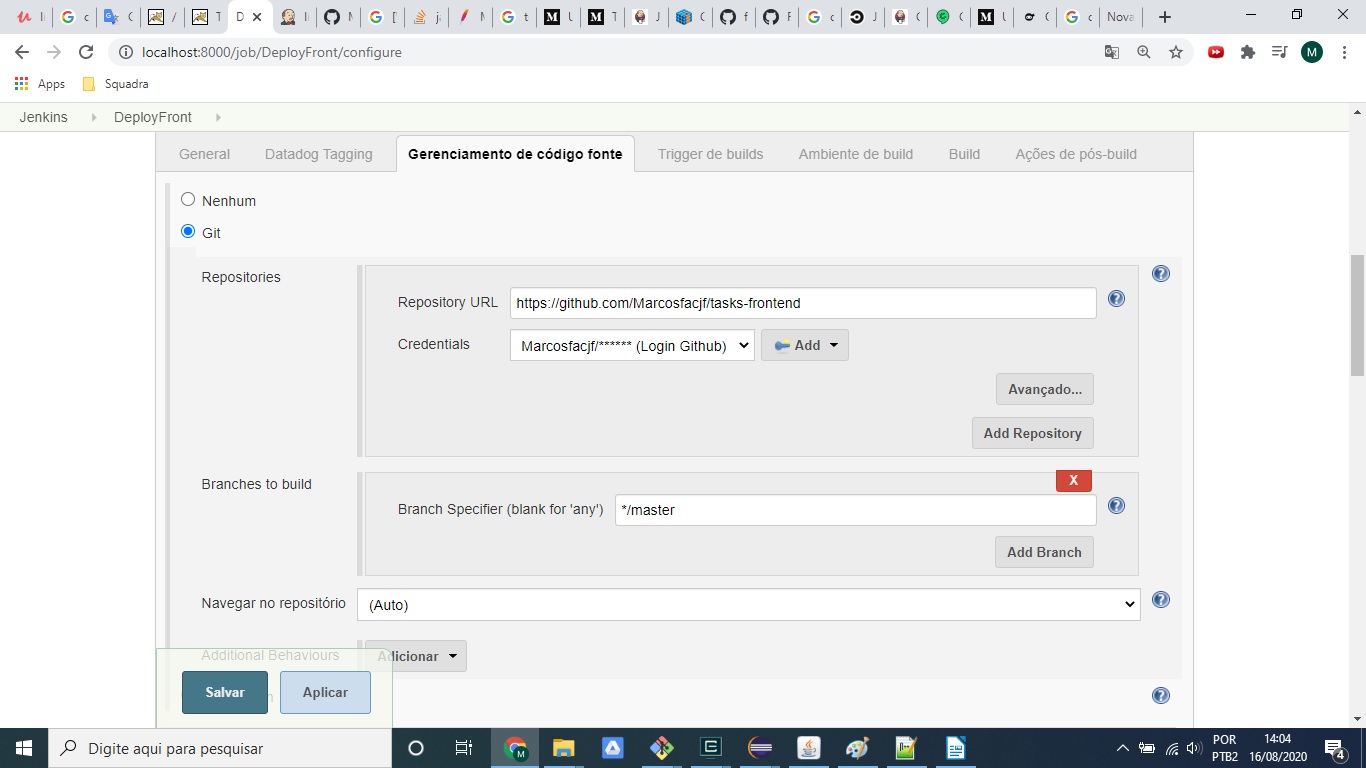 localhost:8000/job/DeployFront/configure
M
Apps
Squadra
Jenkins
DeployFront
General
Datadog Tagging
Gerenciamento de código fonte
Trigger de builds
Ambiente de build
Build
Ações de pós-build
Nenhum
Git
Repositories
Repository URL
https://github.com/Marcosfacjf/tasks-frontend
Credentials
Marcosfacjf/****** (Login Github)
Add
Avançado...
Add Repository
Branches to build
X
Branch Specifier (blank for 'any')
*/master
Add Branch
Navegar no repositório
(Auto)
Additional Behaviours
Adicionar
Salvar
Aplicar
Digite aqui para pesquisar
POR
PTB2
14:04
16/08/2020
4